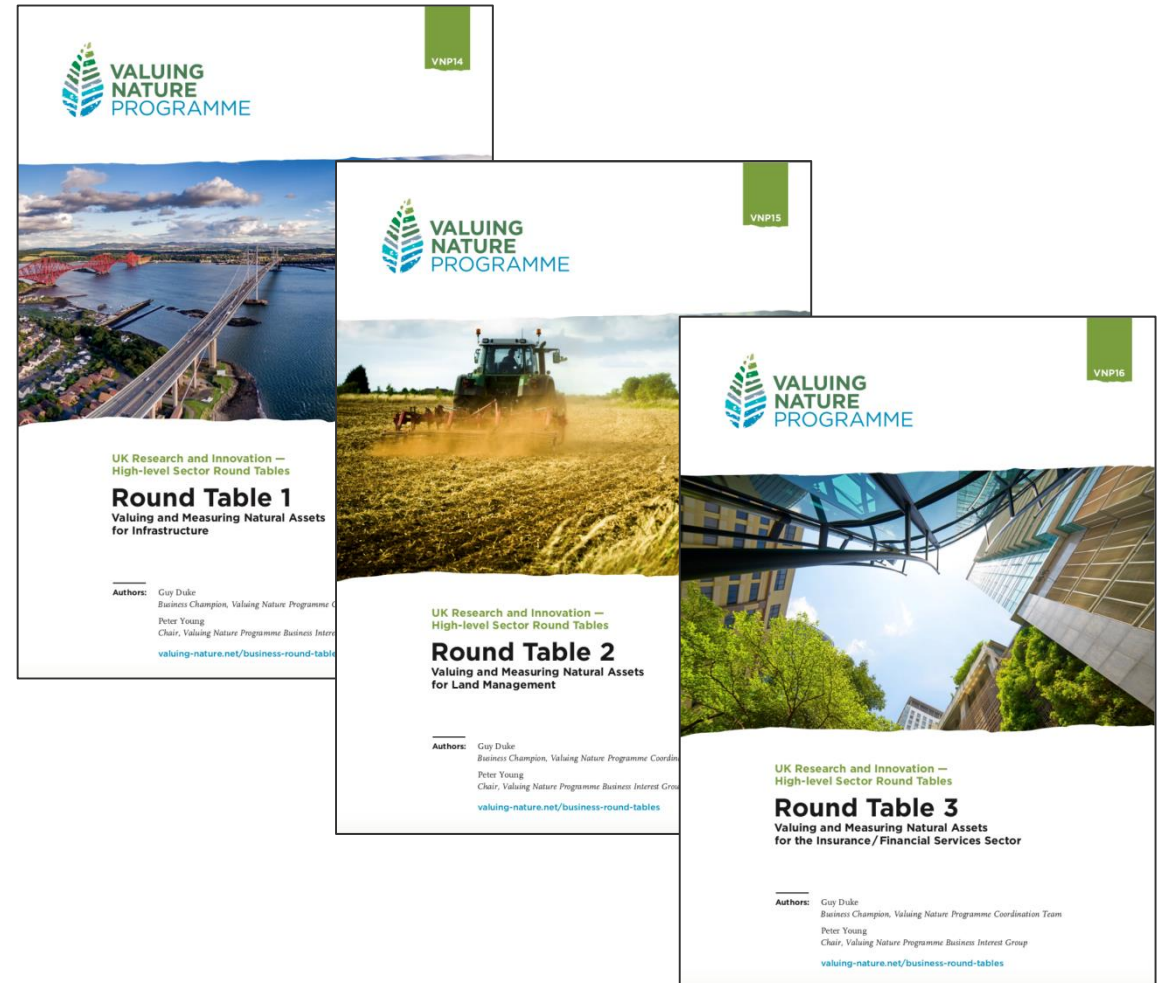 VNP14
VALUING
NATURE
PROGRAMME
UK Research and Innovation —
High-level Sector Round Tables
Round Table 1
Valuing and Measuring Natural Assets
for Infrastructure
Authors: Guy Duke
Business Champion, Valuing Nature Programme
Peter Young
Chair, Valuing Nature Programme Business
valuing-nature.net/business-round-table
VNP15
VALUING
NATURE
PROGRAMME
UK Research and Innovation —
High-level Sector Round Tables
Round Table 2
Valuing and Measuring Natural Assets
for Land Management
Authors: Guy Duke
Business Champion, Valuing Nature Programme
Peter Young
Chair, Valuing Nature Programme Business Interest
valuing-nature.net/business-round-tables
VNP16
VALUING
NATURE
PROGRAMME
UK Research and Innovation —
High-level Sector Round Tables
Round Table 3
Valuing and Measuring Natural Assets
for the Insurance/Financial Services Sector
Authors: Guy Duke
Business Champion, Valuing Nature Programme Coordination Team
Peter Young
Chair, Valuing Nature Programme Business Interest Group
valuing-nature.net/business-round-tables